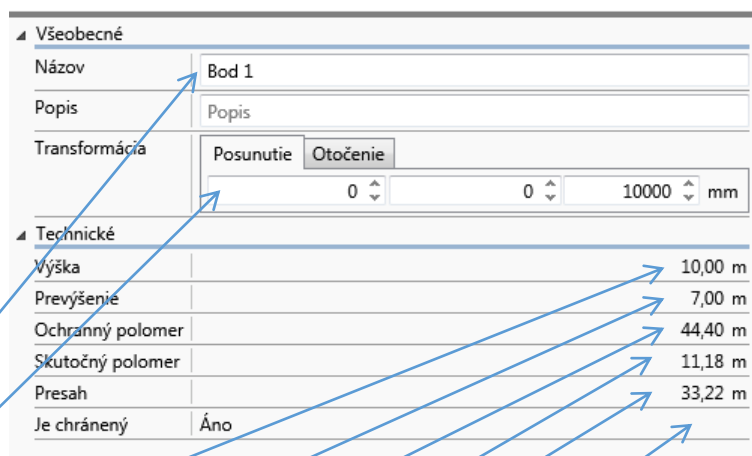 Všeobecné
Názov Bod 1
Popis Popis
Transformácia Posunutie Otočenie
0 0 10000 mm
Technické
Výška 10,00 m
Prevýšenie 7,00 m
Ochranný polomer 44,40 m
Skutočný polomer 11,18 m
Presah 33,22 m
Je chránený Áno